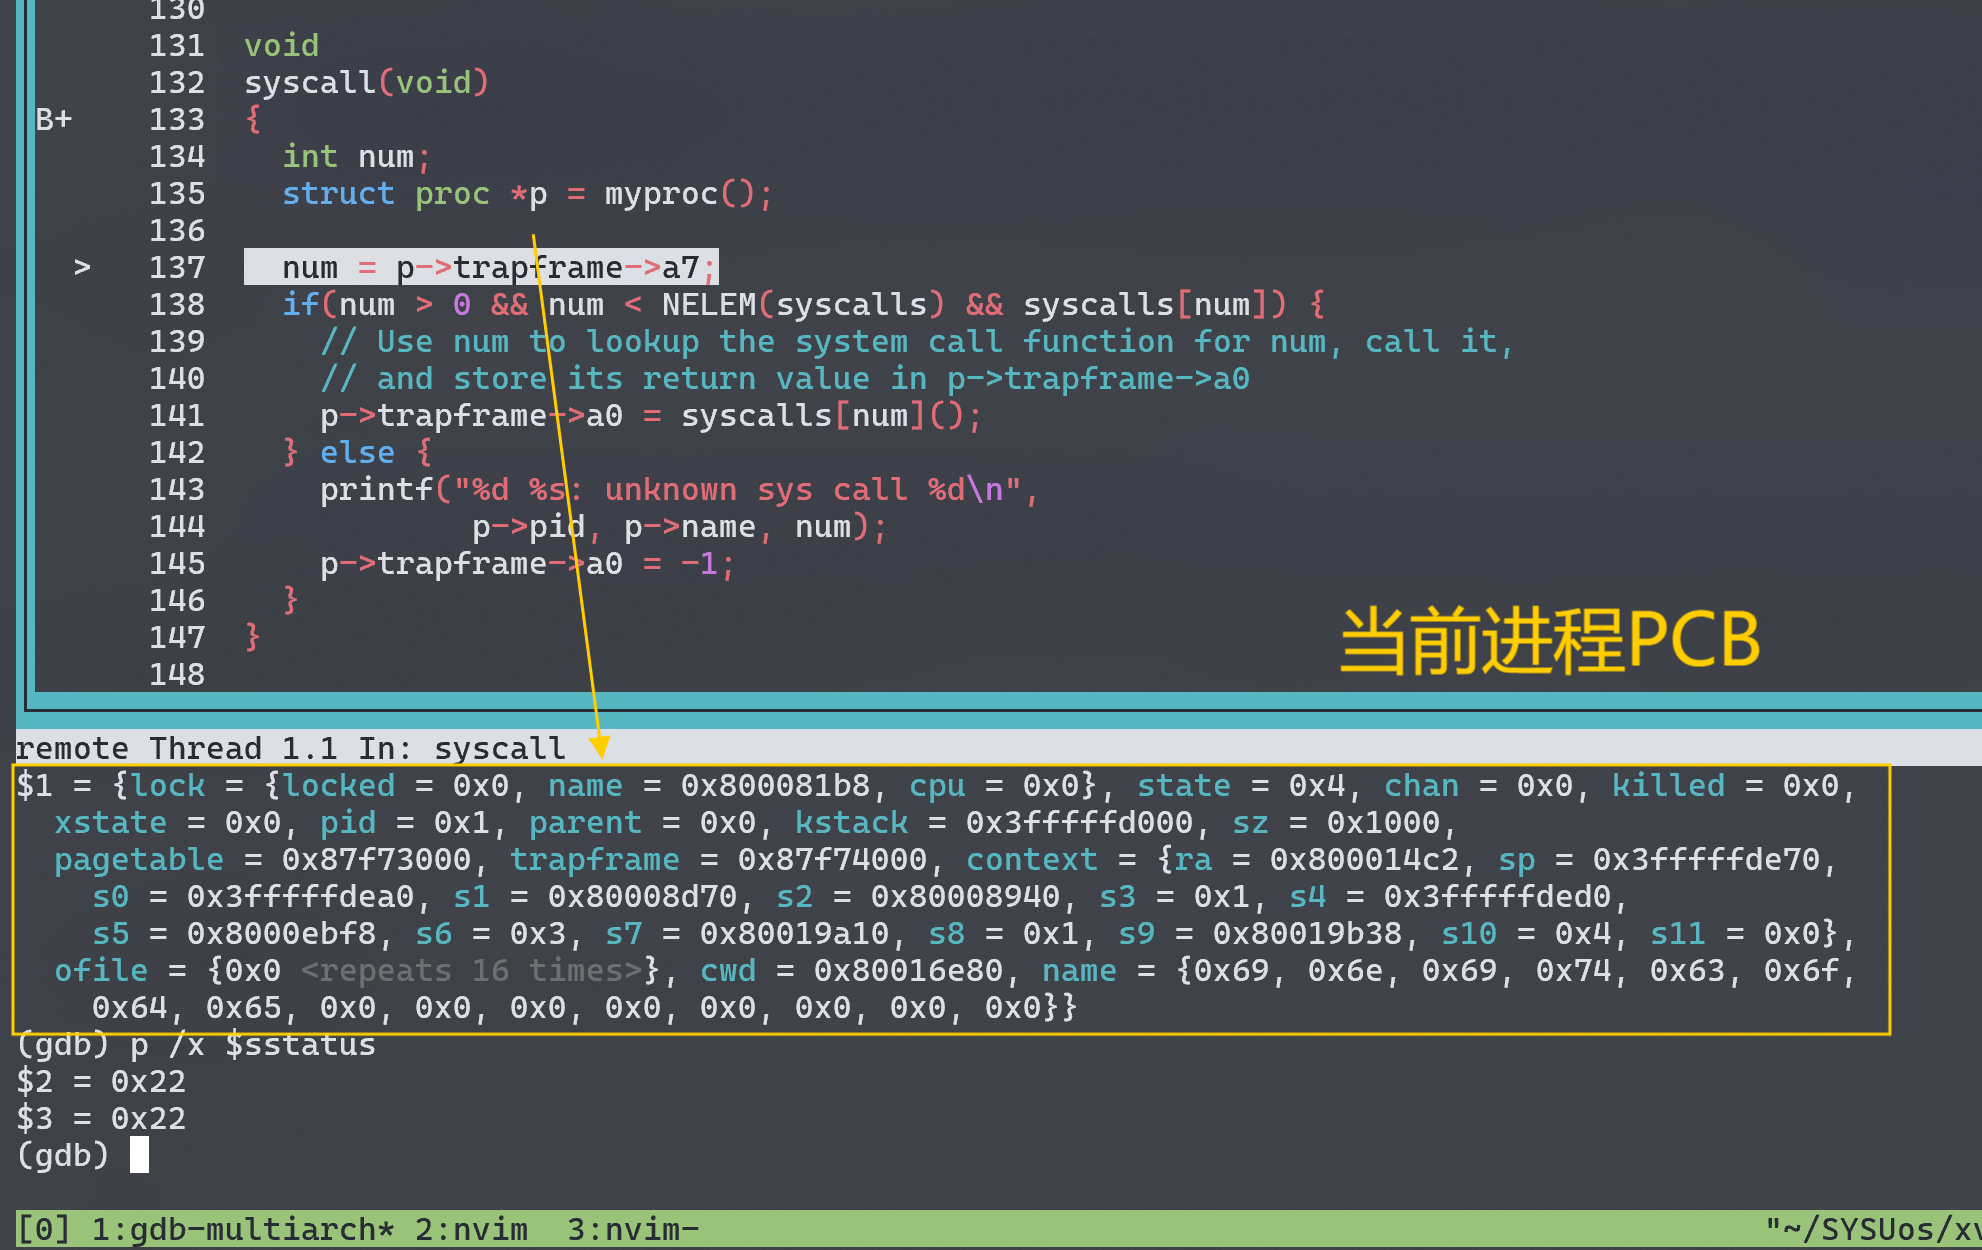 130
131 void
132 syscall(void)
B+ 133 {
134 int num;
135 struct proc *p = myproc();
136
> 137 num = p->trapframe->a7;
138 if(num > 0 && num < NELEM(syscalls) && syscalls[num]) {
139 // Use num to lookup the system call function for num, call it,
140 // and store its return value in p->trapframe->a0
141 p->trapframe->a0 = syscalls[num]();
142 } else {
143 printf("%d %s: unknown sys call %d\n",
144 p->pid, p->name, num);
145 p->trapframe->a0 = -1;
146 }
147 }
148
当前进程PCB
remote Thread 1.1 In: syscall
$1 = {lock = {locked = 0x0, name = 0x800081b8, cpu = 0x0}, state = 0x4, chan = 0x0, killed = 0x0,
xstate = 0x0, pid = 0x1, parent = 0x0, kstack = 0x3fffffd000, sz = 0x1000,
pagetable = 0x87f73000, trapframe = 0x87f74000, context = {ra = 0x800014c2, sp = 0x3fffffde70,
s0 = 0x3fffffdea0, s1 = 0x80008d70, s2 = 0x80008940, s3 = 0x1, s4 = 0x3fffffded0,
s5 = 0x8000ebf8, s6 = 0x3, s7 = 0x80019a10, s8 = 0x1, s9 = 0x80019b38, s10 = 0x4, s11 = 0x0},
ofile = {0x0 <repeats 16 times>}, cwd = 0x80016e80, name = {0x69, 0x6e, 0x69, 0x74, 0x63, 0x6f,
0x64, 0x65, 0x0, 0x0, 0x0, 0x0, 0x0, 0x0, 0x0, 0x0}}
(gdb) p /x $sstatus
$2 = 0x22
$3 = 0x22
(gdb)
[0] 1:gdb-multiarch* 2:nvim 3:nvim- "~/SYSUos/xv